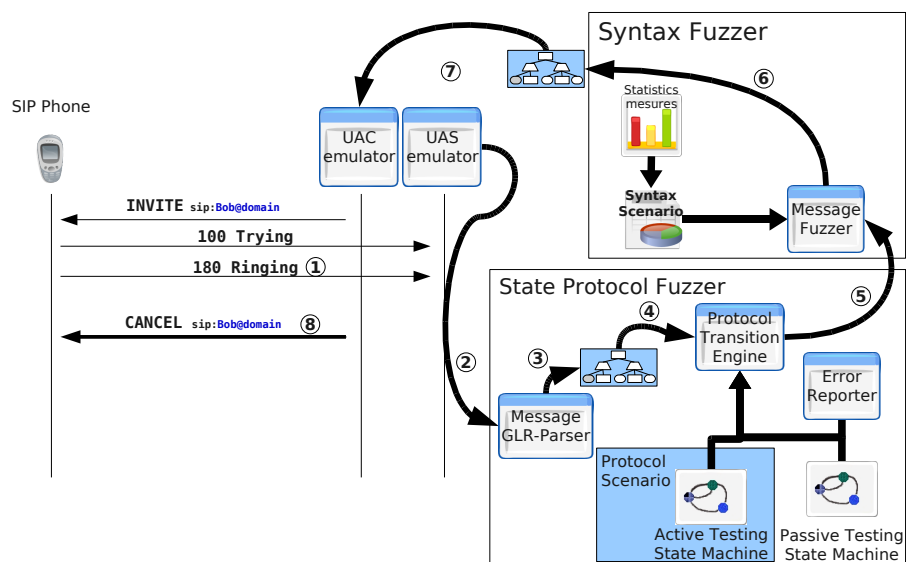 Syntax Fuzzer
⑦
⑥
Statistics
mesures
SIP Phone
UAC
emulator
UAS
emulator
Syntax
Scenario
Message
Fuzzer
INVITE sip:Bob@domain
100 Trying
180 Ringing ①
CANCEL sip:Bob@domain ⑧
State Protocol Fuzzer
⑤
④
②
③
Protocol
Transition
Engine
Error
Reporter
Message
GLR-Parser
Protocol
Scenario
Active Testing
State Machine
Passive Testing
State Machine